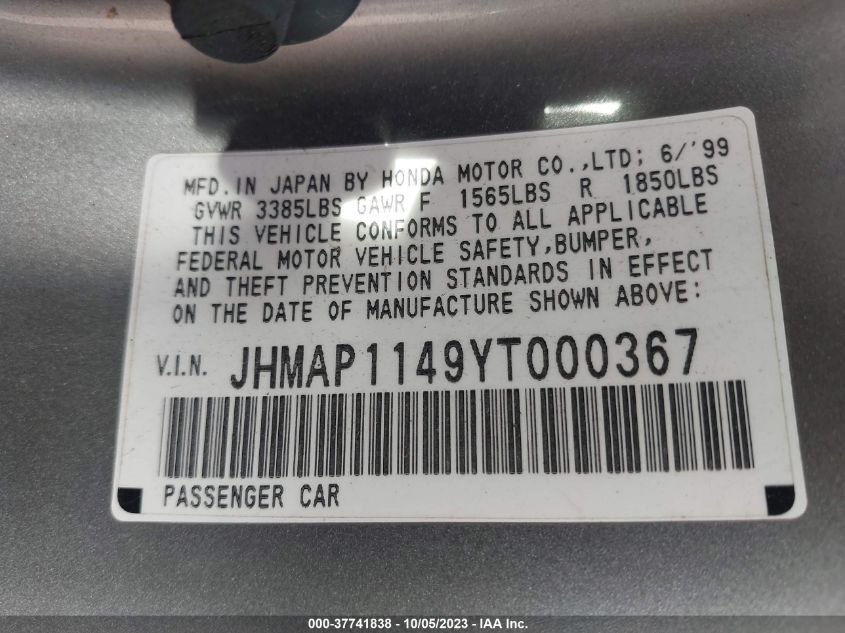 MFD.IN JAPAN BY HONDA MOTOR CO.,LTD; 6/'99
GVWR 3385LBS GAWR F 1565LBS R 1850LBS
THIS VEHICLE CONFORMS TO ALL APPLICABLE
FEDERAL MOTOR VEHICLE SAFETY,BUMPER,
AND THEFT PREVENTION STANDARDS IN EFFECT
ON THE DATE OF MANUFACTURE SHOWN ABOVE:
V.I.N. JHMAP1149YT000367
PASSENGER CAR
000-37741838 - 10/05/2023 - IAA Inc.